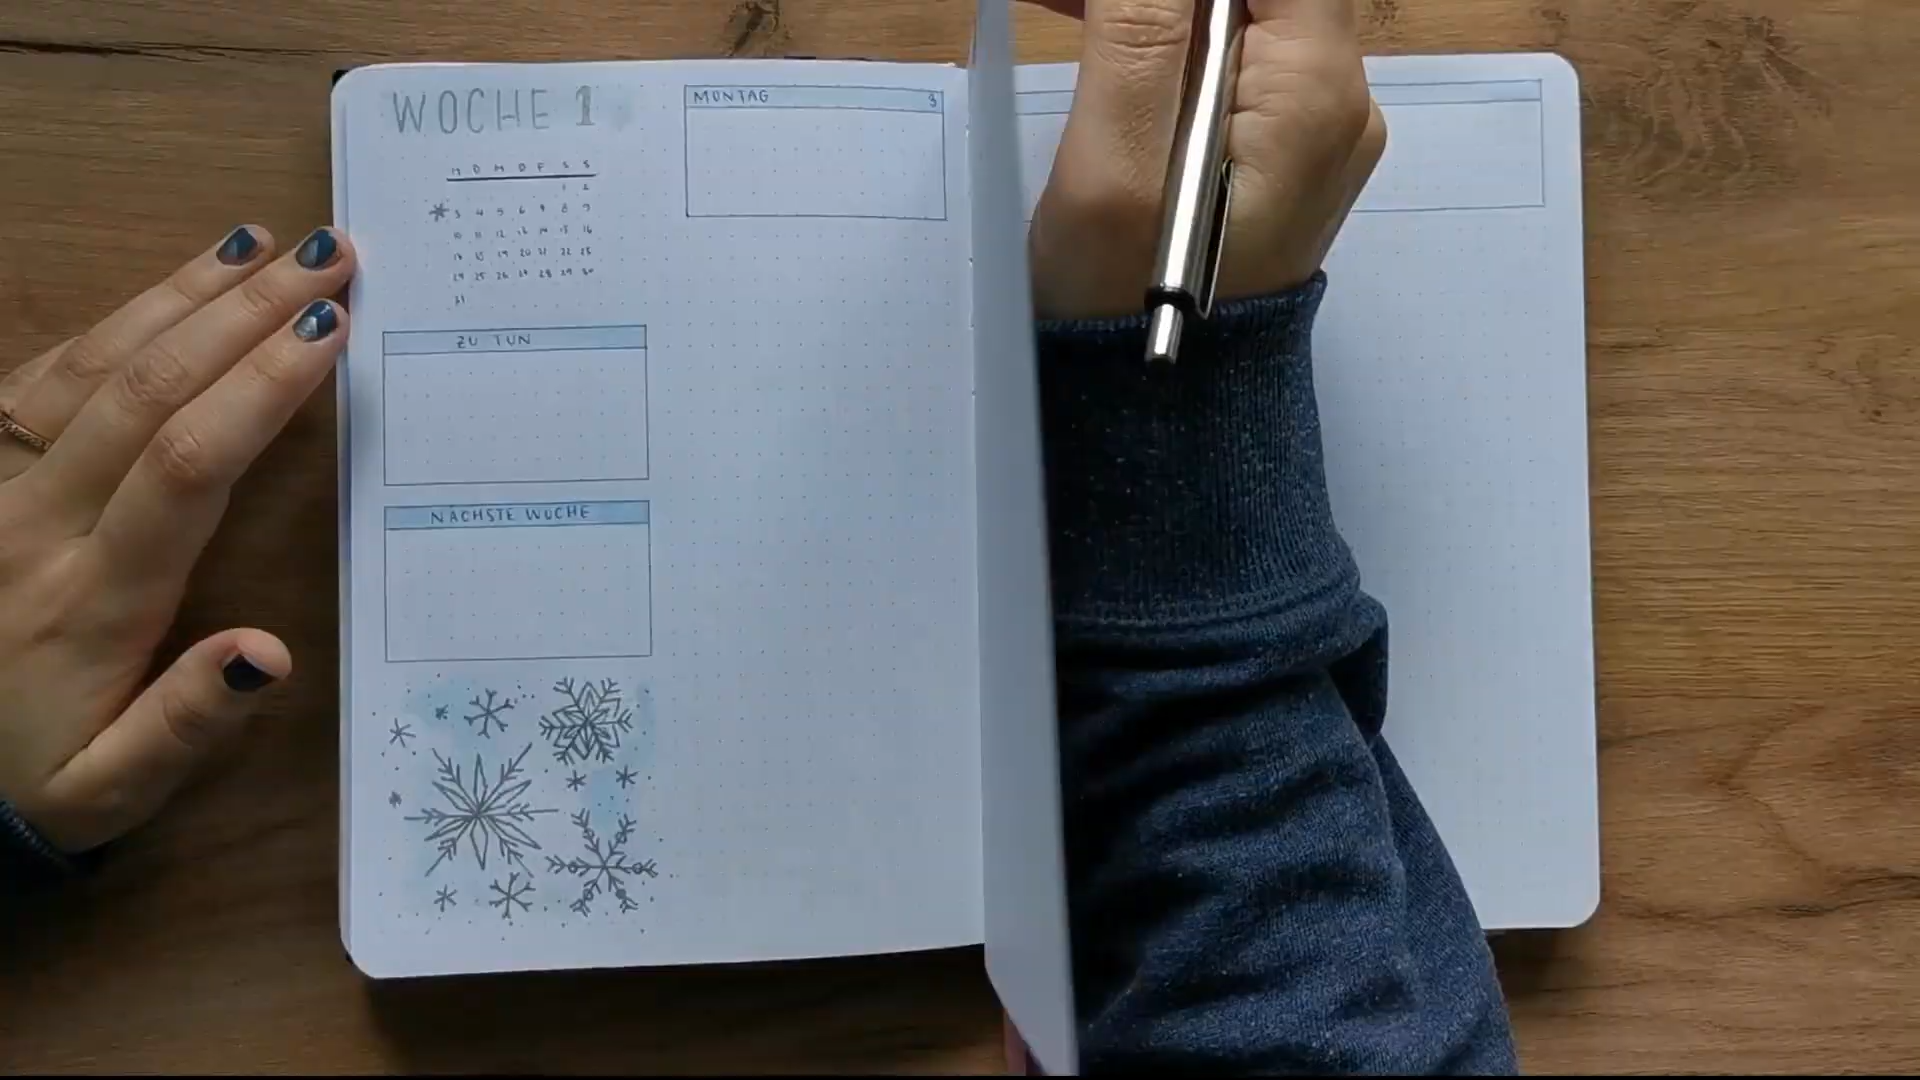 WOCHE 1
M D M D F S S
1 2
3 4 5 6 7 8 9
10 11 12 13 14 15 16
17 18 19 20 21 22 23
24 25 26 27 28 29 30
31
ZU TUN
NÄCHSTE WOCHE
MONTAG 3